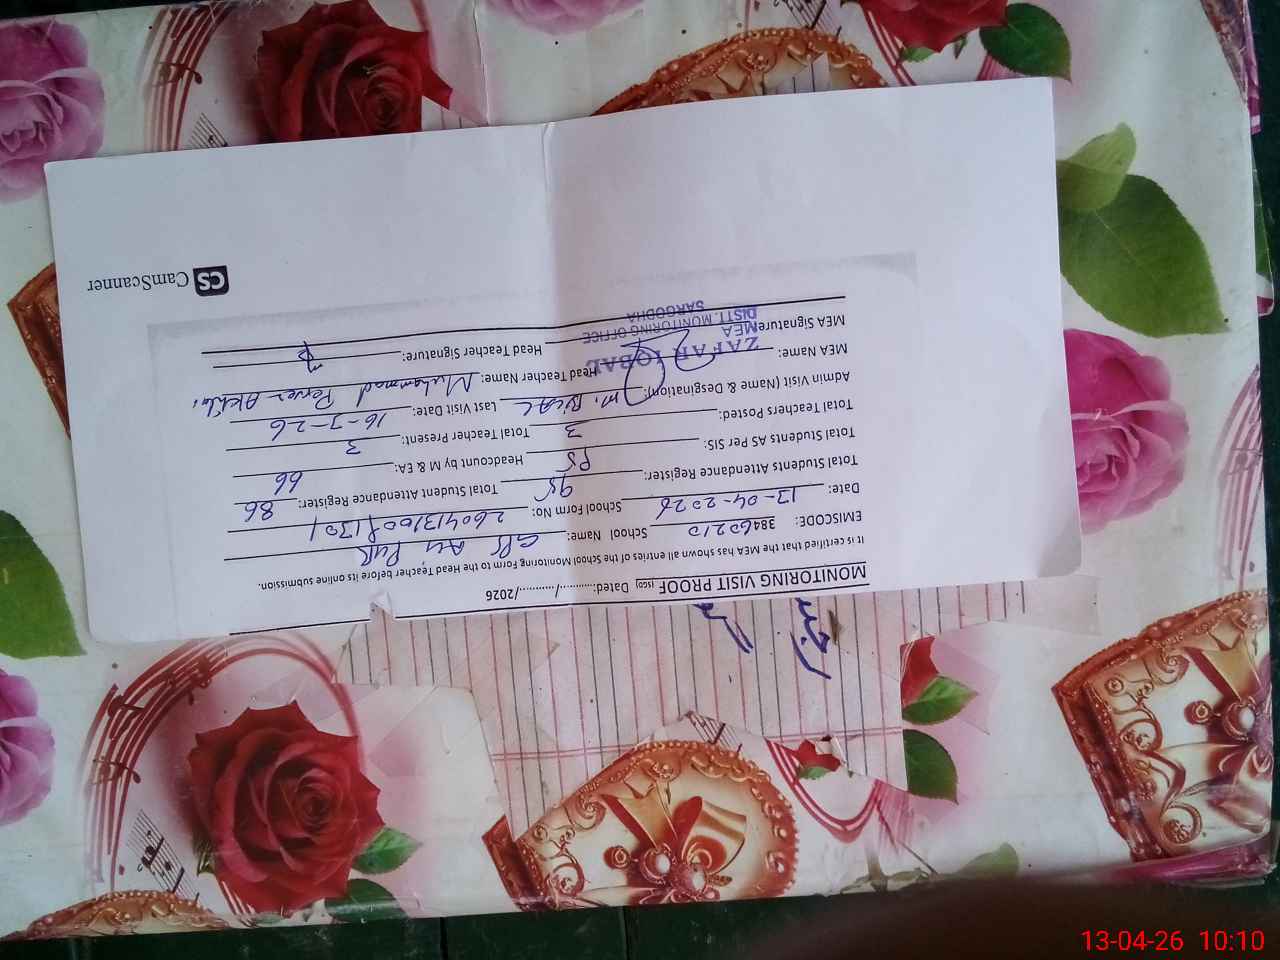 MONITORING VISIT PROOF (SCO) Dated:........../........../2026
It is certified that the MEA has shown all entries of the School Monitoring Form to the Head Teacher before its online submission.
EMISCODE: 38460210 School Name: GPS Ali Pur
Date: 13-04-2026 School Form No:
Total Students Attendance Register: 95 Total Student Attendance Register: 86
Total Students AS Per SIS: 95 Headcount by M & EA: 66
Total Teachers Posted: 3 Total Teacher Present: 3
Admin Visit (Name & Desgination): M. Bilal Last Visit Date: 16-3-26
MEA Name: Head Teacher Name: Muhammad Pervez Akhtar
MEA Signature: Head Teacher Signature:
ZAFAR IQBAL
MEA
DISTT. MONITORING OFFICE
SARGODHA
CS CamScanner
13-04-26 10:10